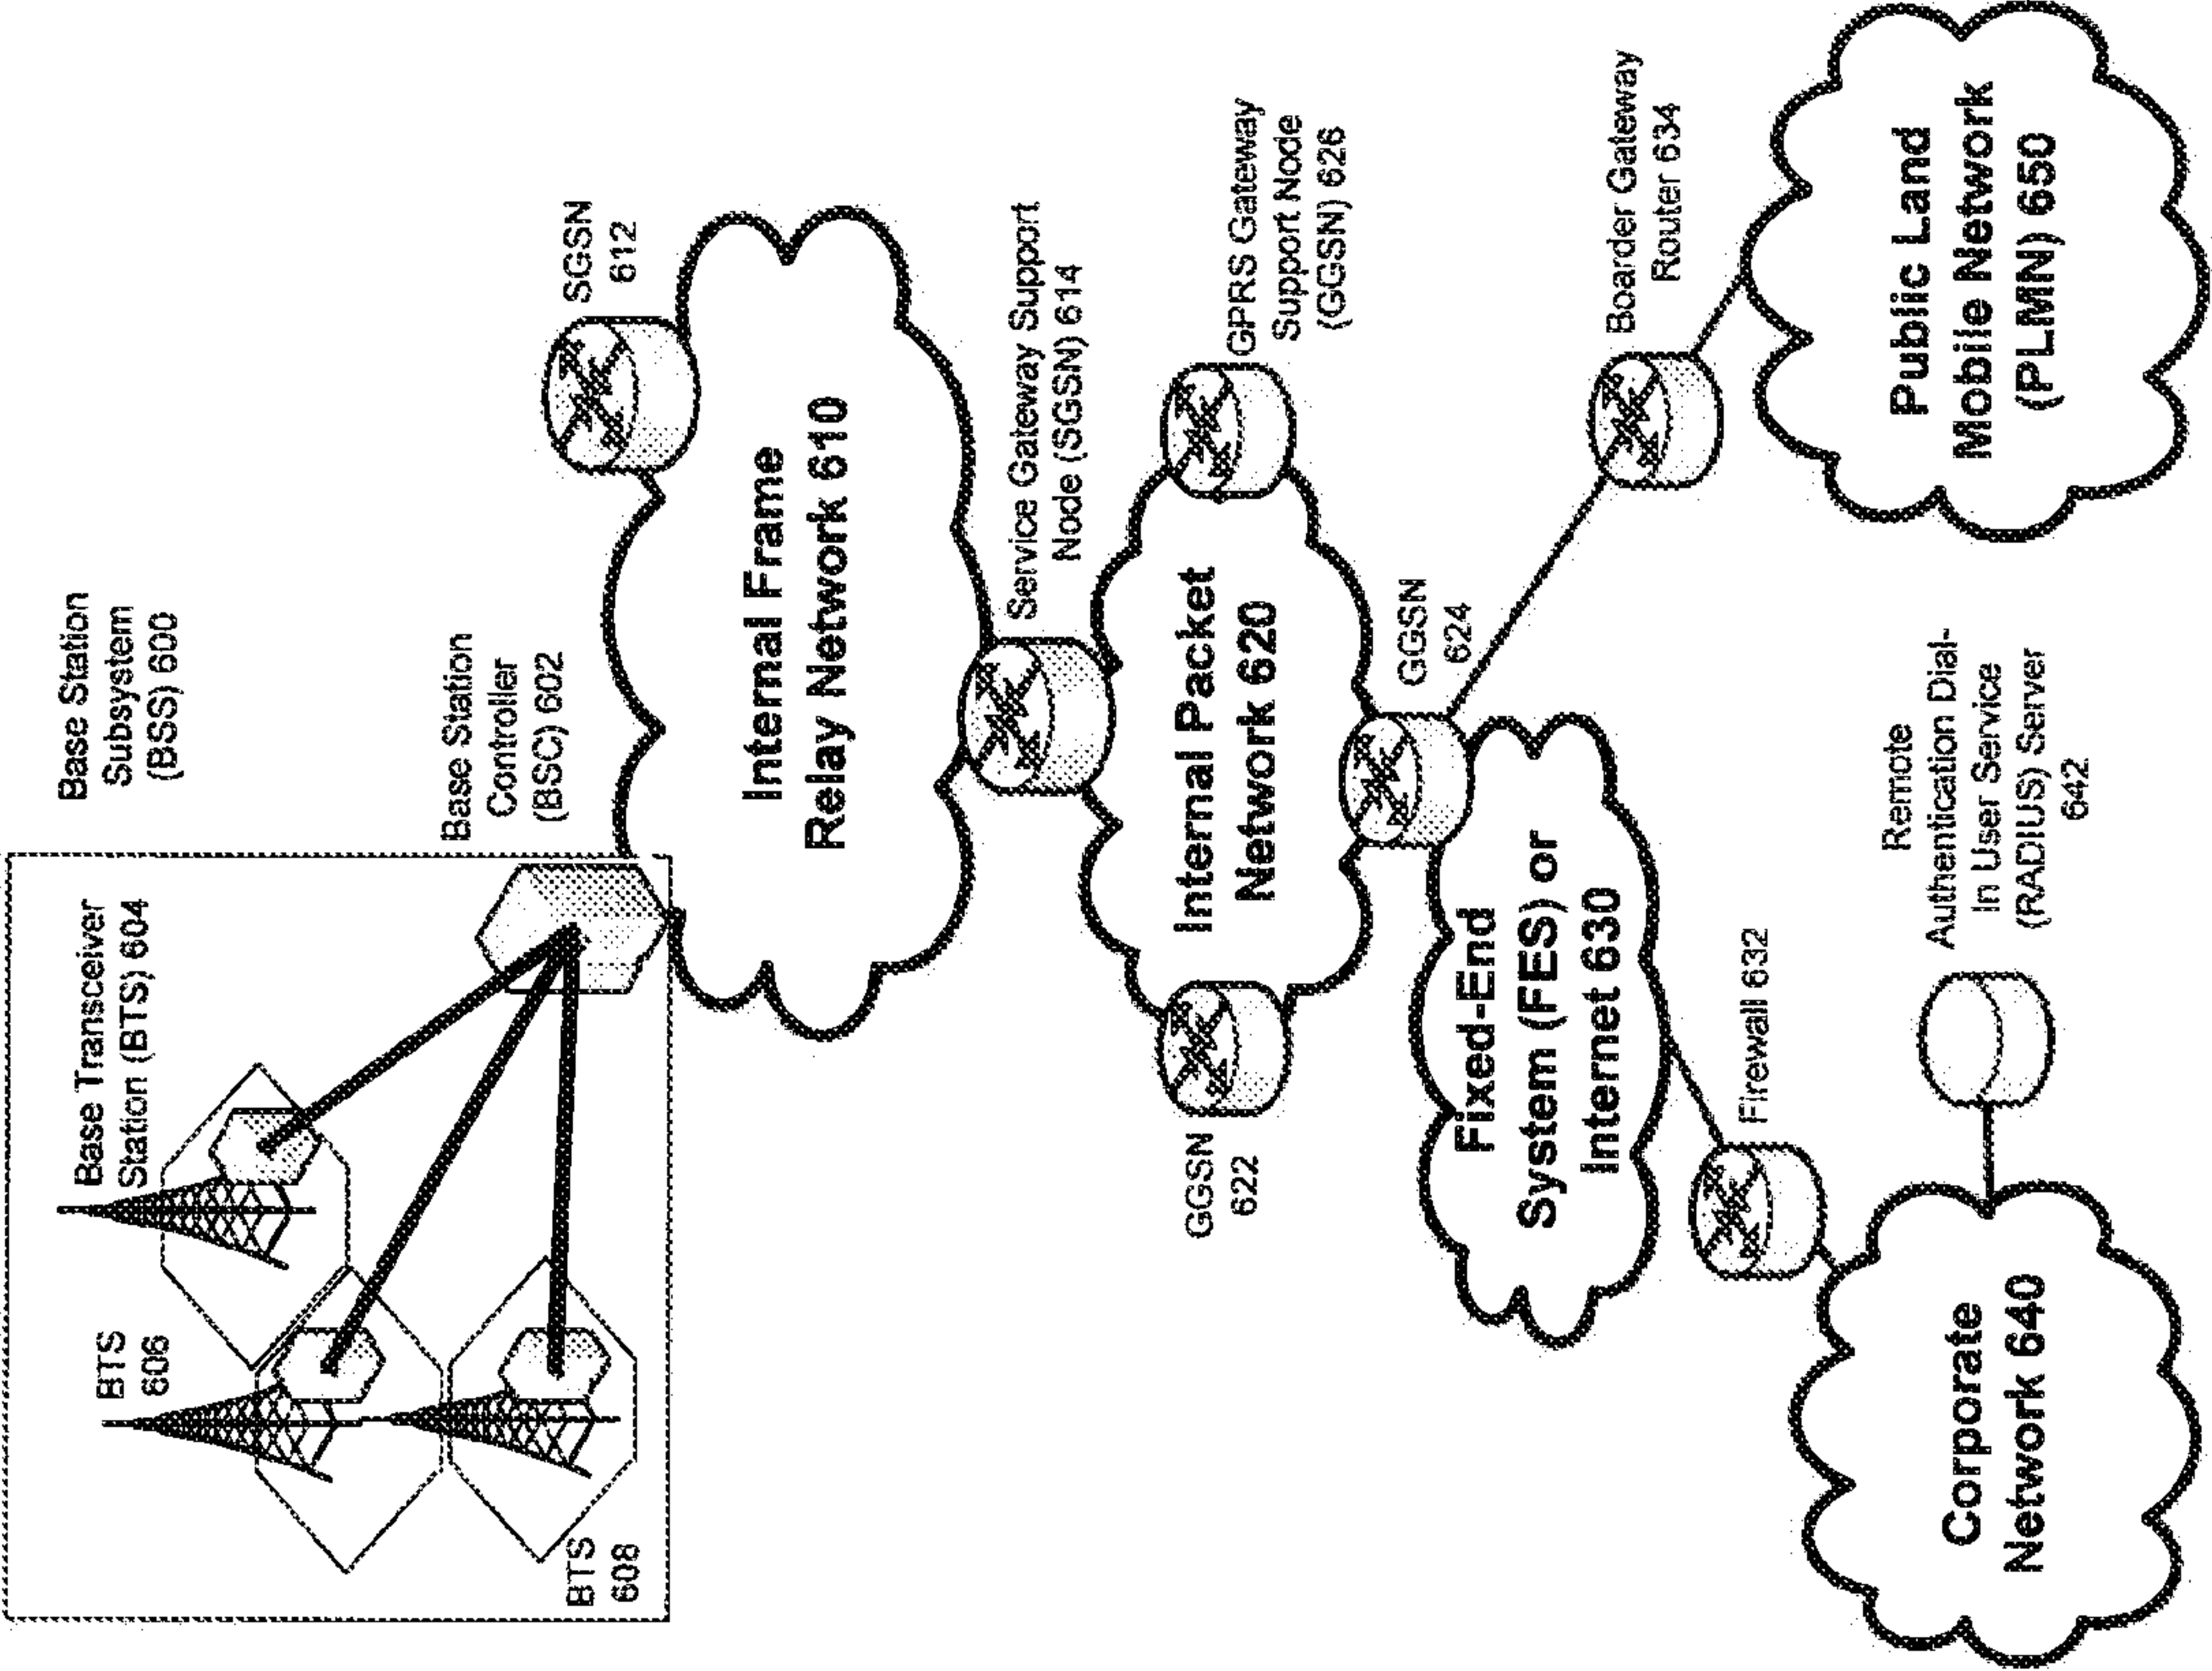 Base Station
Subsystem
(BSS) 600
Base Transceiver
Station (BTS) 604
BTS
606
BTS
608
Base Station
Controller
(BSC) 602
SGSN
612
Internal Frame
Relay Network 610
Service Gateway Support
Node (SGSN) 614
GPRS Gateway
Support Node
(GGSN) 626
Internal Packet
Network 620
GGSN
622
GGSN
624
Boarder Gateway
Router 634
Fixed-End
System (FES) or
Internet 630
Firewall 632
Public Land
Mobile Network
(PLMN) 650
Remote
Authentication Dial-
In User Service
(RADIUS) Server
642
Corporate
Network 640